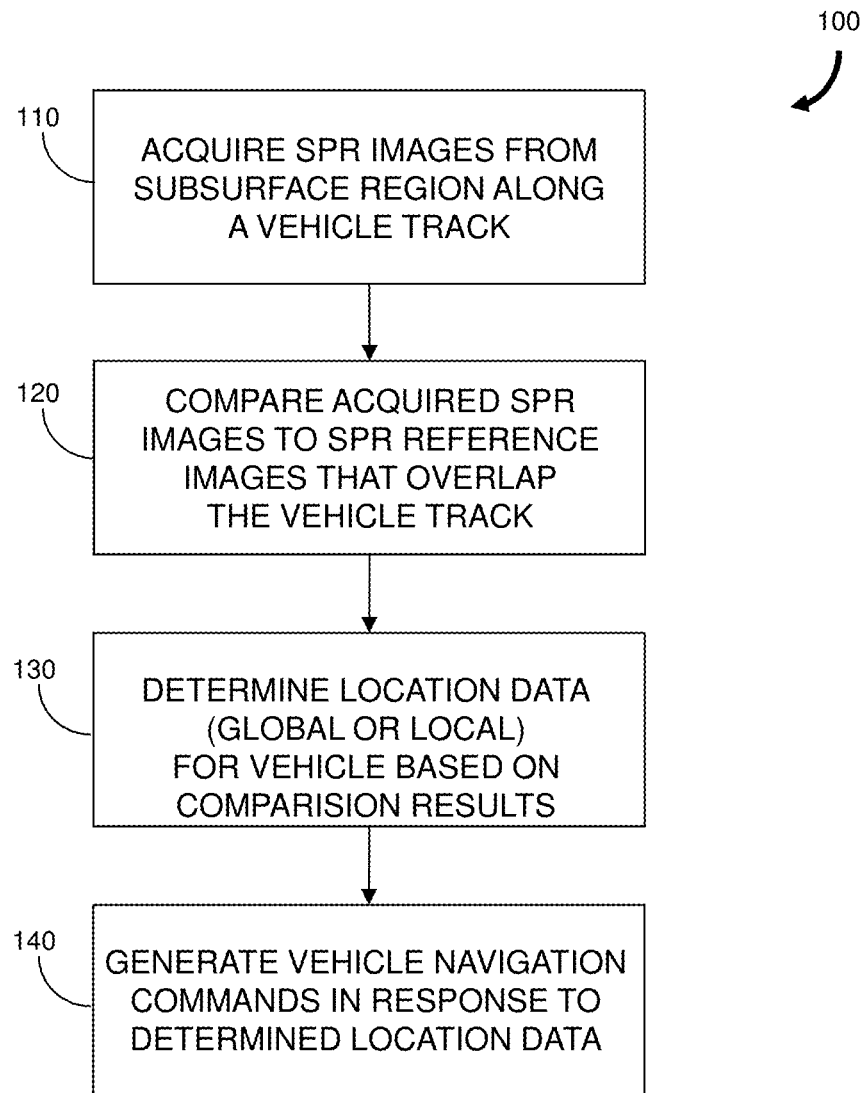 100
110
ACQUIRE SPR IMAGES FROM
SUBSURFACE REGION ALONG
A VEHICLE TRACK
120
COMPARE ACQUIRED SPR
IMAGES TO SPR REFERENCE
IMAGES THAT OVERLAP
THE VEHICLE TRACK
130
DETERMINE LOCATION DATA
(GLOBAL OR LOCAL)
FOR VEHICLE BASED ON
COMPARISION RESULTS
140
GENERATE VEHICLE NAVIGATION
COMMANDS IN RESPONSE TO
DETERMINED LOCATION DATA